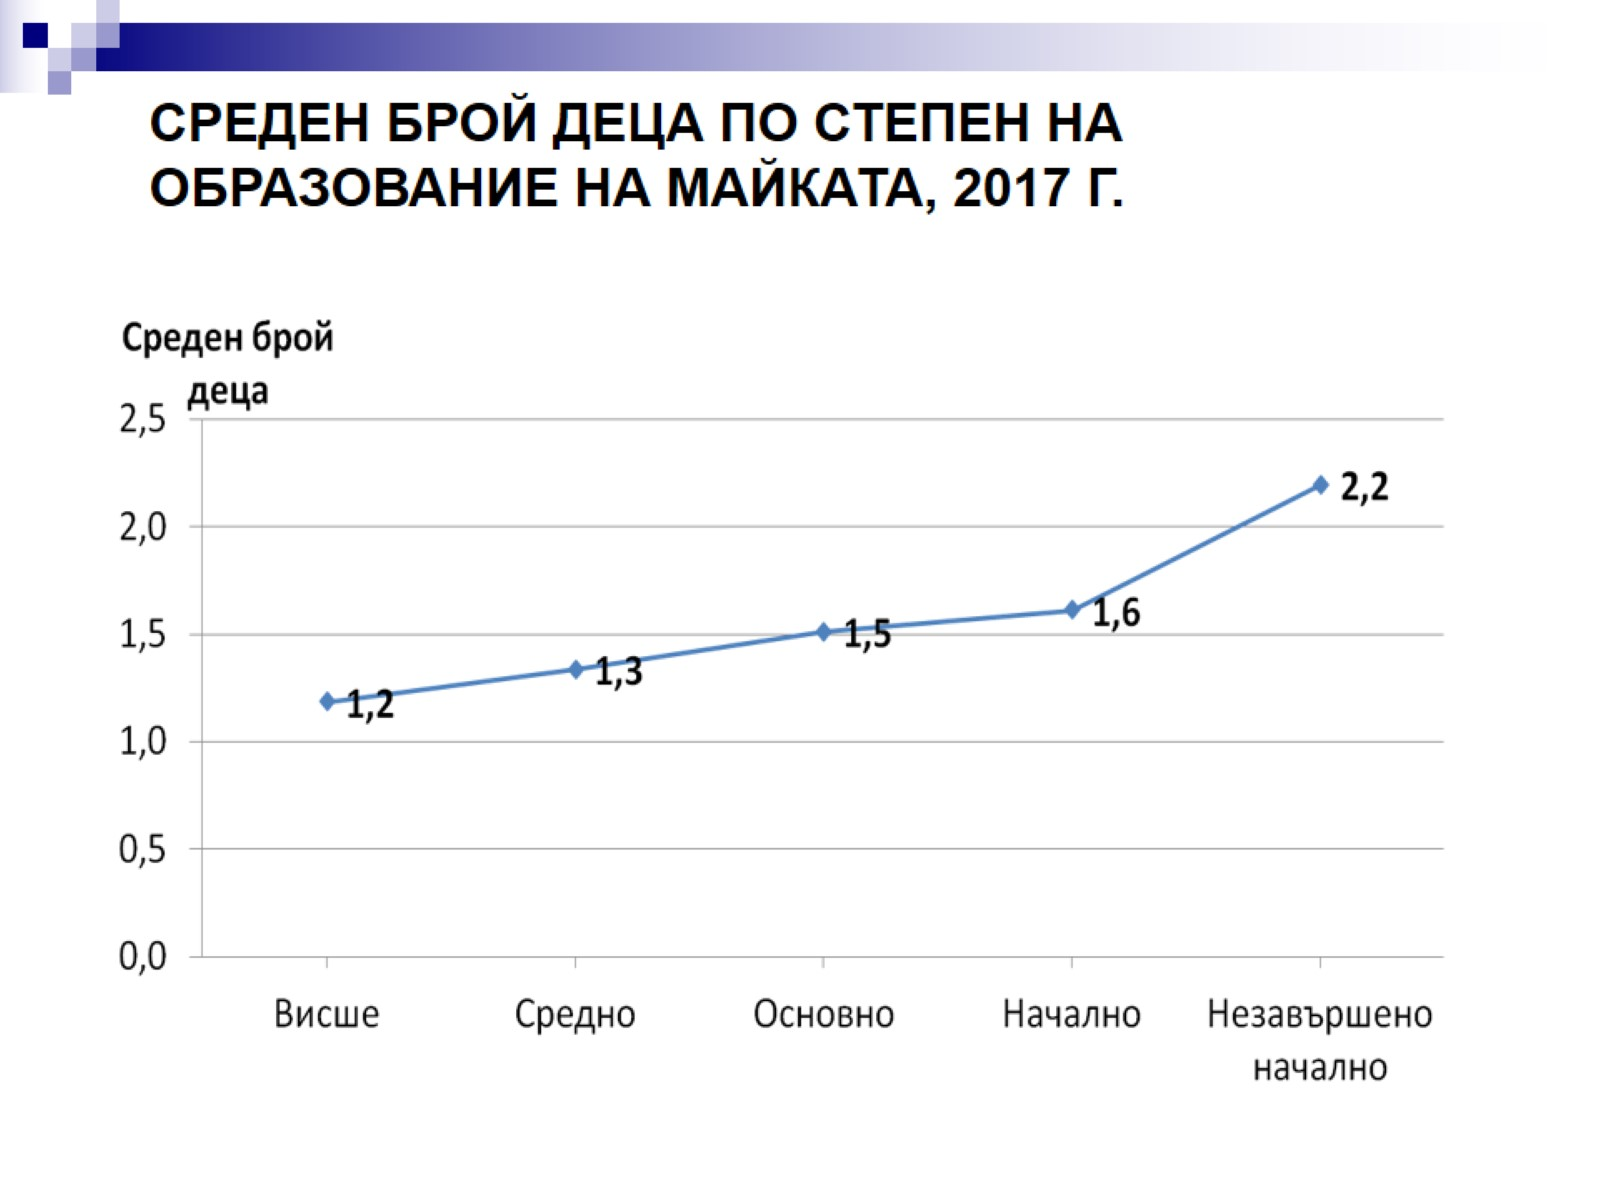 СРЕДЕН БРОЙ ДЕЦА ПО СТЕПЕН НА
ОБРАЗОВАНИЕ НА МАЙКАТА, 2017 Г.
Среден брой
деца
2,5
2,0
1,5
1,0
0,5
0,0
1,2
1,3
1,5
1,6
2,2
Висше
Средно
Основно
Начално
Незавършено
начално